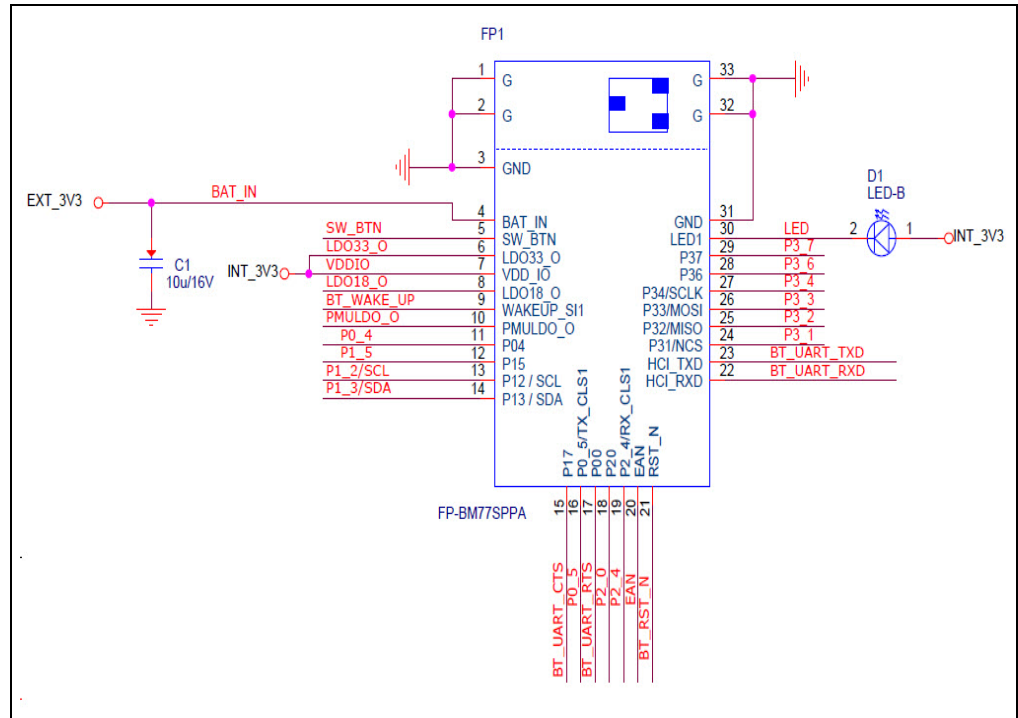 FP1
1 G G 33
2 G G 32
3 GND
D1
LED-B
EXT_3V3 BAT_IN
4 BAT_IN GND 31
SW_BTN 5 SW_BTN LED1 30 LED 2 1 INT_3V3
LDO33_O 6 LDO33_O P37 29 P3_7
INT_3V3 VDDIO 7 VDD_IO P36 28 P3_6
C1
10u/16V
LDO18_O 8 LDO18_O P34/SCLK 27 P3_4
BT_WAKE_UP 9 WAKEUP_SI1 P33/MOSI 26 P3_3
PMULDO_O 10 PMULDO_O P32/MISO 25 P3_2
P0_4 11 P04 P31/NCS 24 P3_1
P1_5 12 P15 HCI_TXD 23 BT_UART_TXD
P1_2/SCL 13 P12 / SCL HCI_RXD 22 BT_UART_RXD
P1_3/SDA 14 P13 / SDA
P17
P0_5/TX_CLS1
P00
P20
P2_4/RX_CLS1
EAN
RST_N
FP-BM77SPPA
15
16
17
18
19
20
21
BT_UART_CTS
P0_5
BT_UART_RTS
P2_0
P2_4
EAN
BT_RST_N